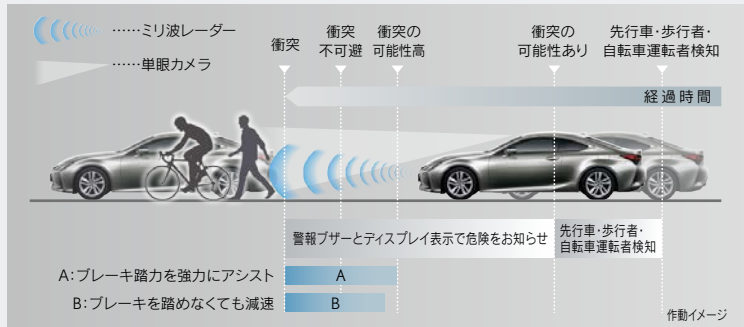 ……ミリ波レーダー
……単眼カメラ
衝突
衝突
不可避
衝突の
可能性高
衝突の
可能性あり
先行車・歩行者・
自転車運転者検知
経過時間
警報ブザーとディスプレイ表示で危険をお知らせ
先行車・歩行者・
自転車運転者検知
A:ブレーキ踏力を強力にアシスト
A
B:ブレーキを踏めなくても減速
B
作動イメージ